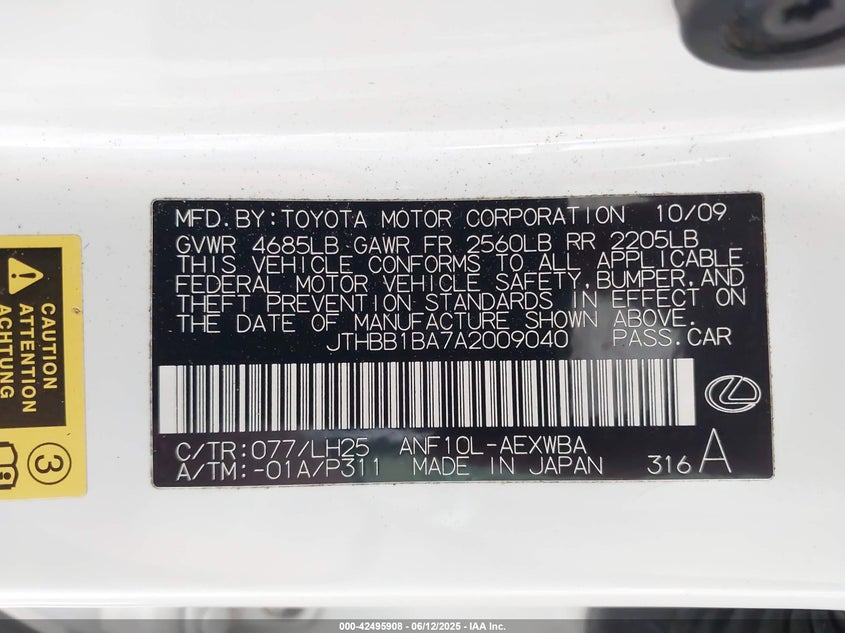 MFD. BY: TOYOTA MOTOR CORPORATION 10/09
GVWR 4685LB GAWR FR 2560LB RR 2205LB
THIS VEHICLE CONFORMS TO ALL APPLICABLE
FEDERAL MOTOR VEHICLE SAFETY, BUMPER, AND
THEFT PREVENTION STANDARDS IN EFFECT ON
THE DATE OF MANUFACTURE SHOWN ABOVE.
JTHBB1BA7A2009040 PASS. CAR
C/TR: 077/LH25 ANF10L-AEXWBA
A/TM: -01A/P311 MADE IN JAPAN 316 A
CAUTION
ATTENTION
ACHTUNG
3
000-42495908 - 06/12/2025 - IAA Inc.